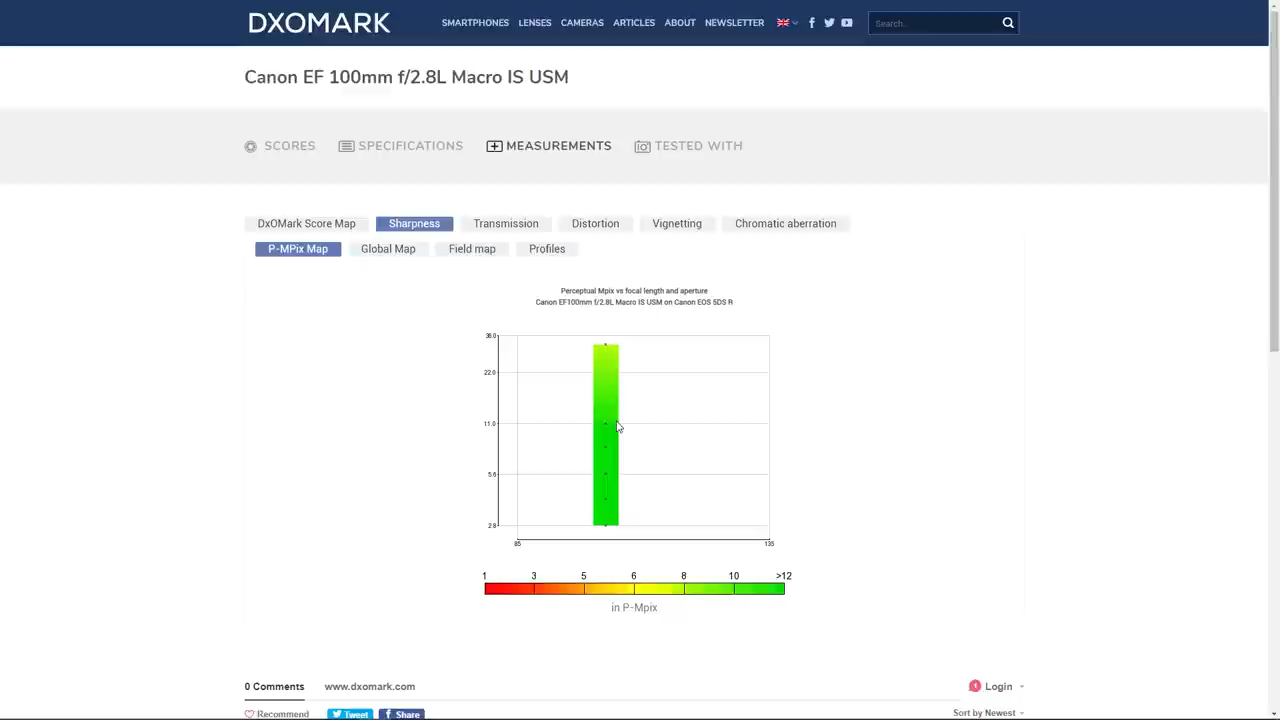 DXOMARK
SMARTPHONES LENSES CAMERAS ARTICLES ABOUT NEWSLETTER
Search...
Canon EF 100mm f/2.8L Macro IS USM
SCORES SPECIFICATIONS MEASUREMENTS TESTED WITH
DxOMark Score Map Sharpness Transmission Distortion Vignetting Chromatic aberration
P-MPix Map Global Map Field map Profiles
Perceptual Mpix vs focal length and aperture
Canon EF100mm f/2.8L Macro IS USM on Canon EOS 5DS R
22.0
11.0
5.6
2.8
85 135
1 3 5 6 8 10 >12
in P-Mpix
0 Comments www.dxomark.com Login
Recommend Tweet Share Sort by Newest